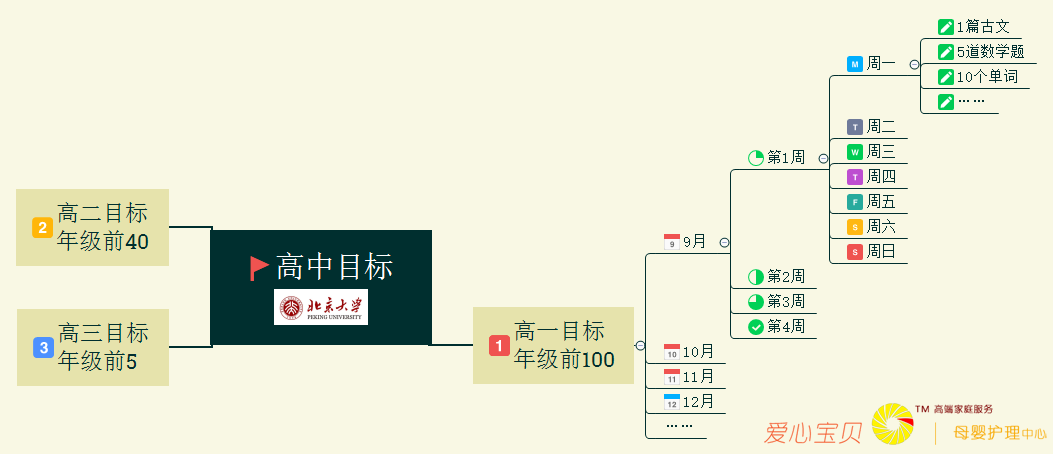 高中目标
北京大学
PEKING UNIVERSITY
1
高一目标
年级前100
2
高二目标
年级前40
3
高三目标
年级前5
9
9月
第1周
M
周一
1篇古文
5道数学题
10个单词
……
T
周二
W
周三
T
周四
F
周五
S
周六
S
周日
第2周
第3周
第4周
10
10月
11
11月
12
12月
……
爱心宝贝
TM 高端家庭服务
母婴护理中心